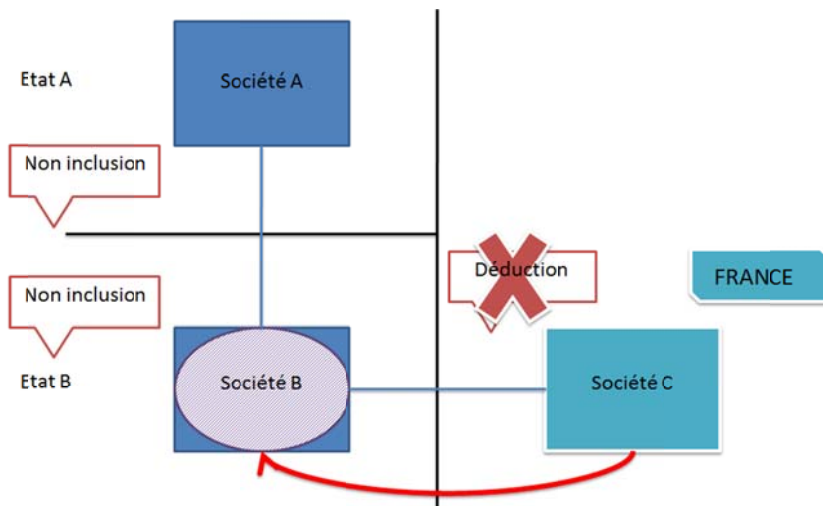 Etat A
Société A
Non inclusion
Déduction
FRANCE
Non inclusion
Etat B
Société B
Société C